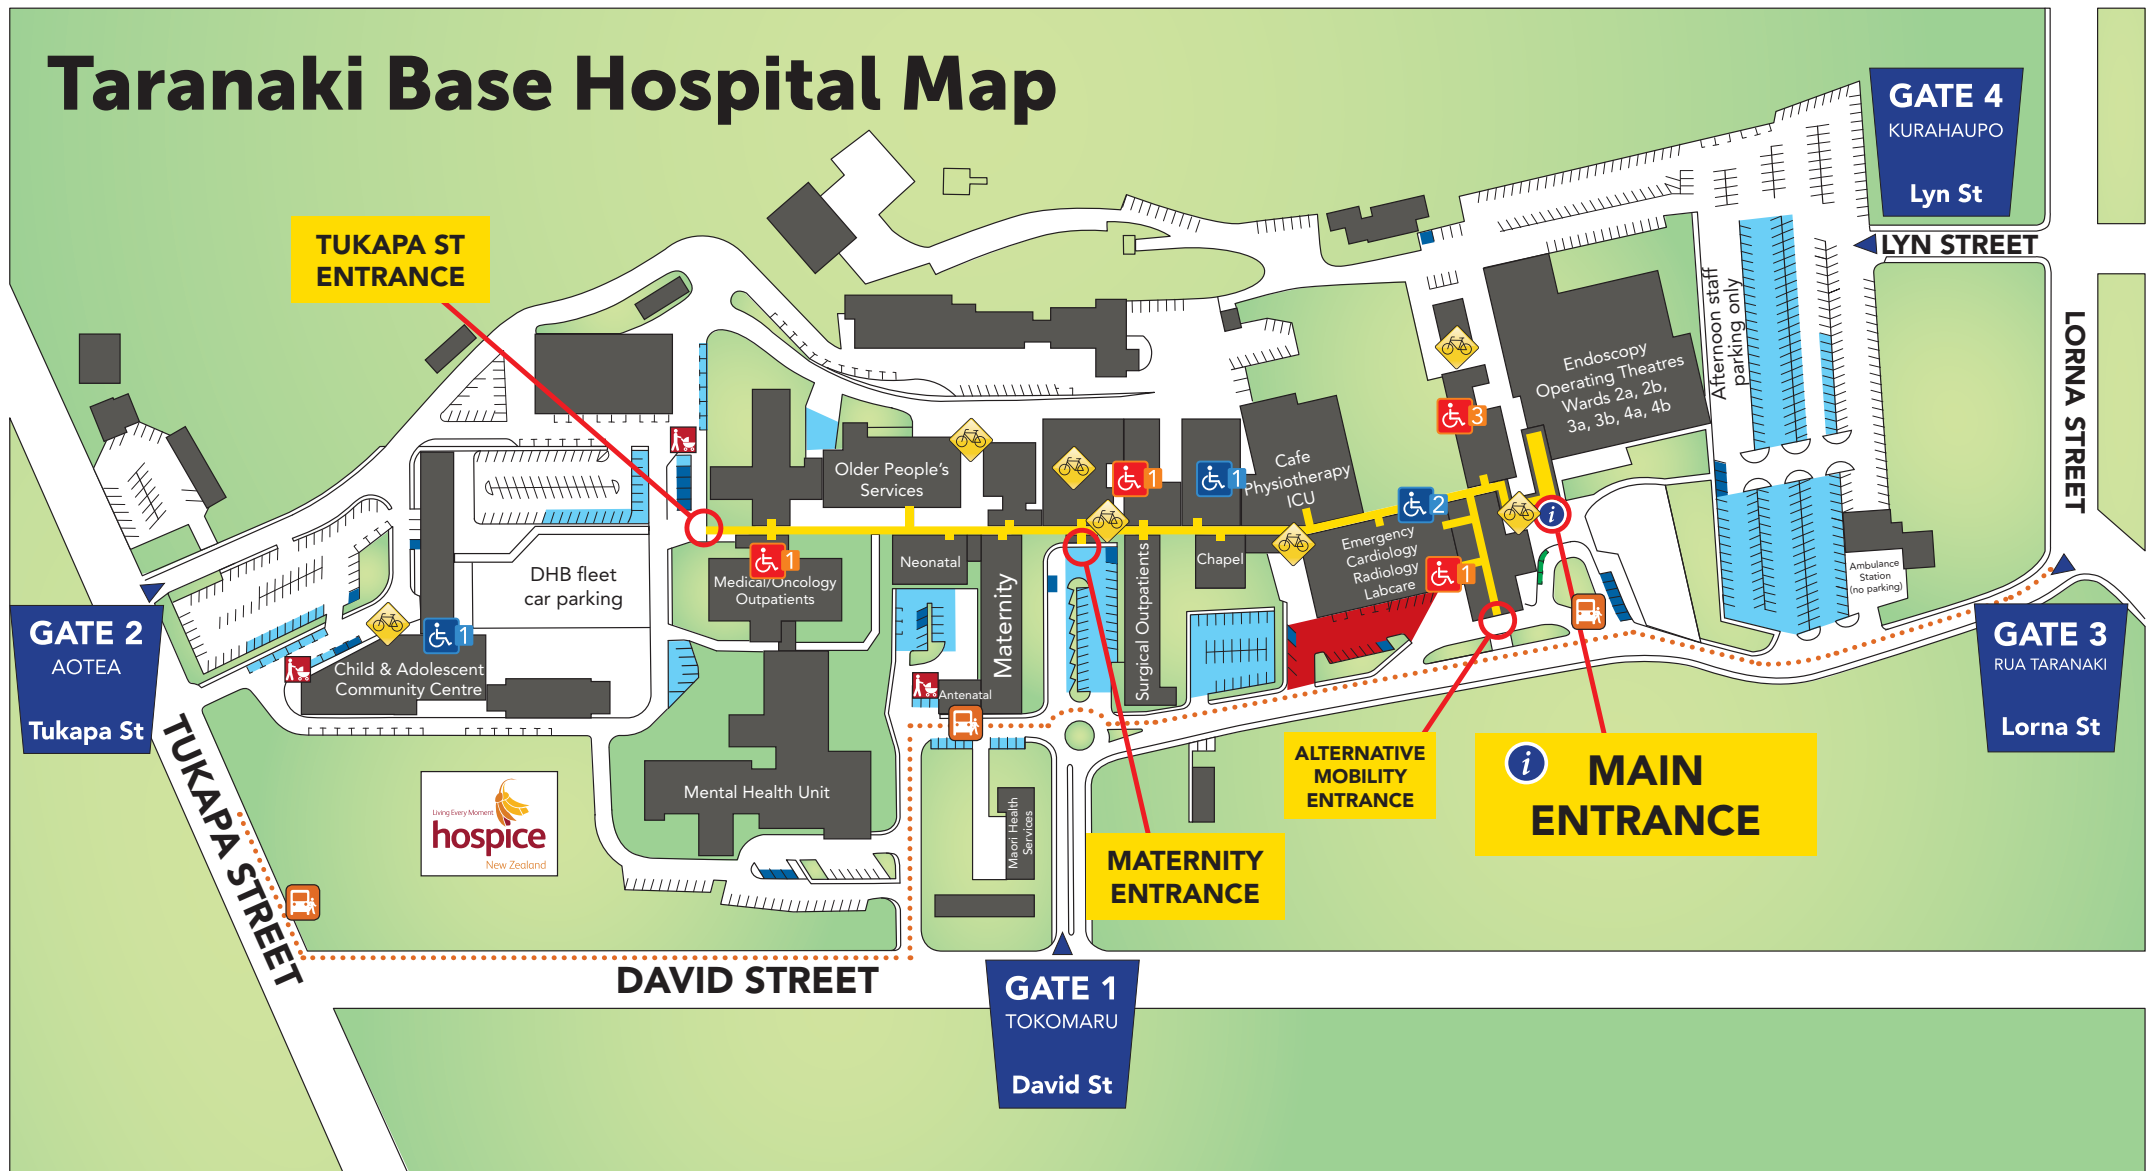 Taranaki Base Hospital Map
GATE 4
KURAHAUPO
Lyn St
TUKAPA ST
ENTRANCE
LYN STREET
LORNA STREET
Afternoon staff
parking only
Endoscopy
Operating Theatres
Wards 2a, 2b,
3a, 3b, 4a, 4b
3
Older People's
Services
1
1
Cafe
Physiotherapy
ICU
2
i
Emergency
Cardiology
Radiology
Labcare
1
Neonatal
Chapel
1
Medical/Oncology
Outpatients
DHB fleet
car parking
Maternity
Surgical Outpatients
Ambulance
Station
(no parking)
GATE 2
AOTEA
Tukapa St
1
Child & Adolescent
Community Centre
Antenatal
GATE 3
RUA TARANAKI
Lorna St
TUKAPA STREET
Mental Health Unit
Living Every Moment
hospice
New Zealand
Maori Health
Services
ALTERNATIVE
MOBILITY
ENTRANCE
i
MAIN
ENTRANCE
MATERNITY
ENTRANCE
DAVID STREET
GATE 1
TOKOMARU
David St